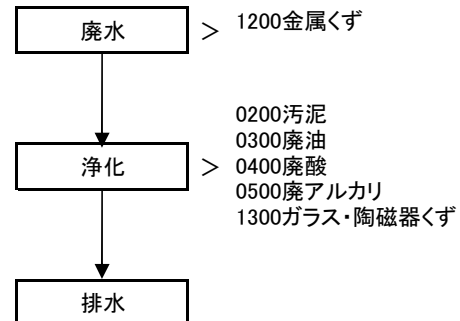 廃水
＞
1200金属くず
浄化
＞
0200汚泥
0300廃油
0400廃酸
0500廃アルカリ
1300ガラス・陶磁器くず
排水